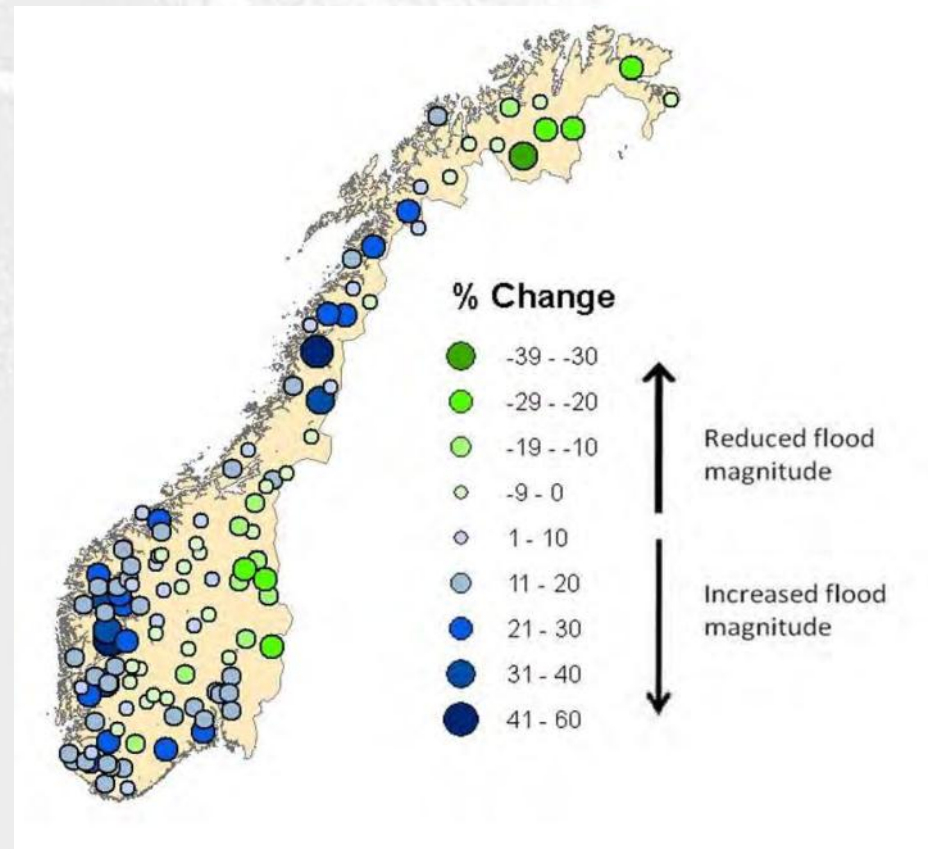 % Change
-39 - -30
-29 - -20
-19 - -10
-9 - 0
1 - 10
11 - 20
21 - 30
31 - 40
41 - 60
Reduced flood
magnitude
Increased flood
magnitude